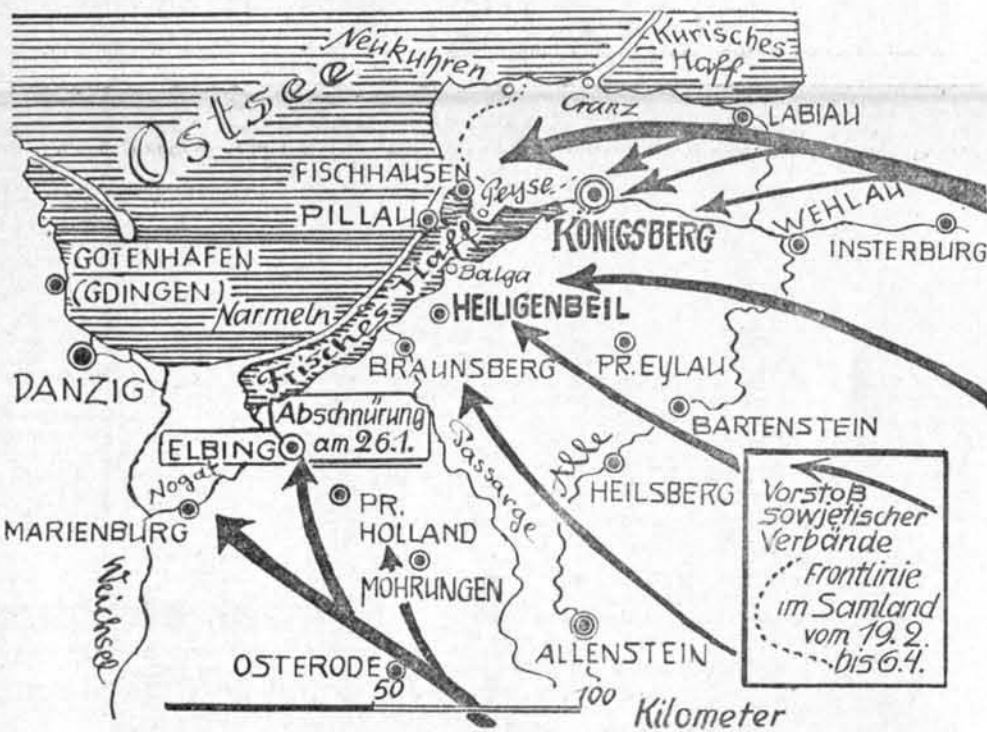 Neukuhren
Kurisches
Haff
Ostsee
Cranz
LABIAU
FISCHHAUSEN
Peyse
PILLAU
KÖNIGSBERG
WEHLAU
INSTERBURG
GOTENHAFEN
(GDINGEN)
Balga
Narmeln
HEILIGENBEIL
Frisches Haff
BRAUNSBERG
PR. EYLAU
DANZIG
Abschnürung
am 26.1.
ELBING
BARTENSTEIN
Nogat
Passarge
Alle
HEILSBERG
MARIENBURG
PR.
HOLLAND
MOHRUNGEN
Weichsel
Vorstoß
sowjetischer
Verbände
Frontlinie
im Samland
vom 19.2.
bis 6.4.
OSTERODE
ALLENSTEIN
50
100
Kilometer